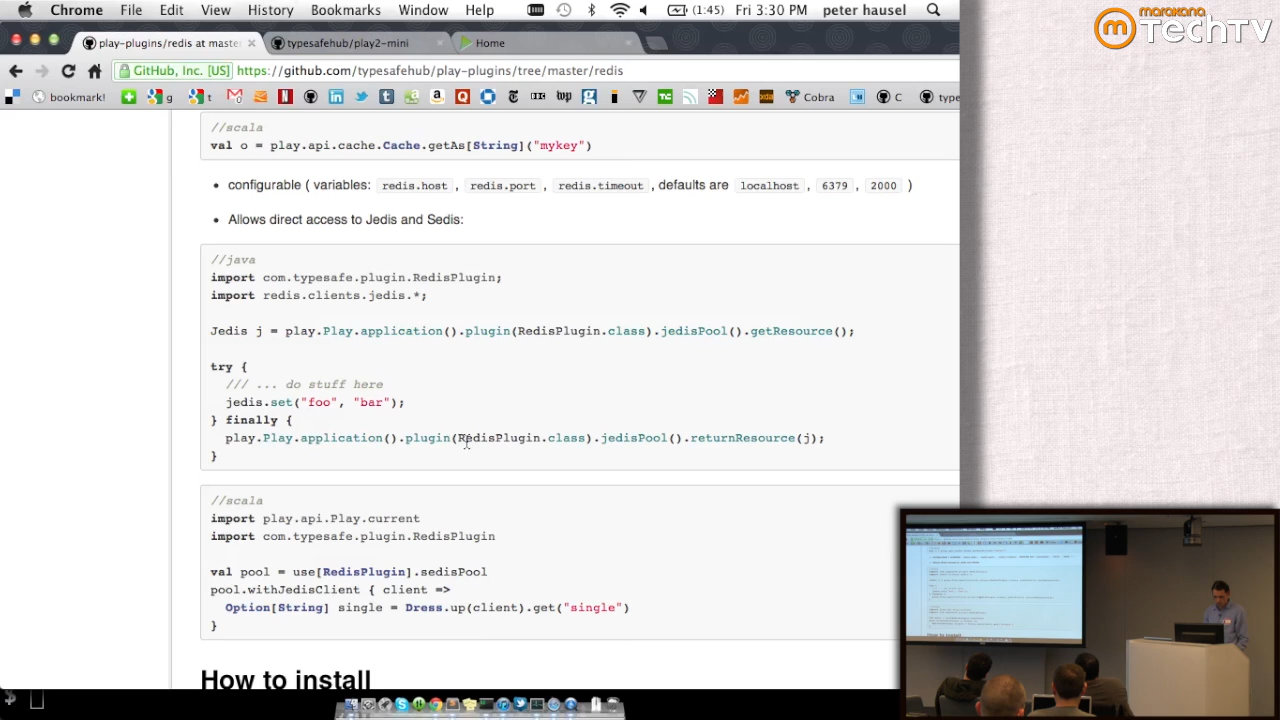 Chrome File Edit View History Bookmarks Window Help (1:45) Fri 3:30 PM peter hausel
marakana TechTV
play-plugins/redis at master typesafehub/play2-mini Home
GitHub, Inc. [US] https://github.com/typesafehub/play-plugins/tree/master/redis
bookmark! g t Cobra C type
//scala
val o = play.api.cache.Cache.getAs[String]("mykey")
• configurable ( variables: redis.host , redis.port , redis.timeout , defaults are localhost , 6379 , 2000 )
• Allows direct access to Jedis and Sedis:
//java
import com.typesafe.plugin.RedisPlugin;
import redis.clients.jedis.*;
Jedis j = play.Play.application().plugin(RedisPlugin.class).jedisPool().getResource();
try {
/// ... do stuff here
jedis.set("foo", "bar");
} finally {
play.Play.application().plugin(RedisPlugin.class).jedisPool().returnResource(j);
}
//scala
import play.api.Play.current
import com.typesafe.plugin.RedisPlugin
val pool = use[RedisPlugin].sedisPool
pool.withJedisClient { client =>
Option[String] single = Dress.up(client).get("single")
}
How to install
$